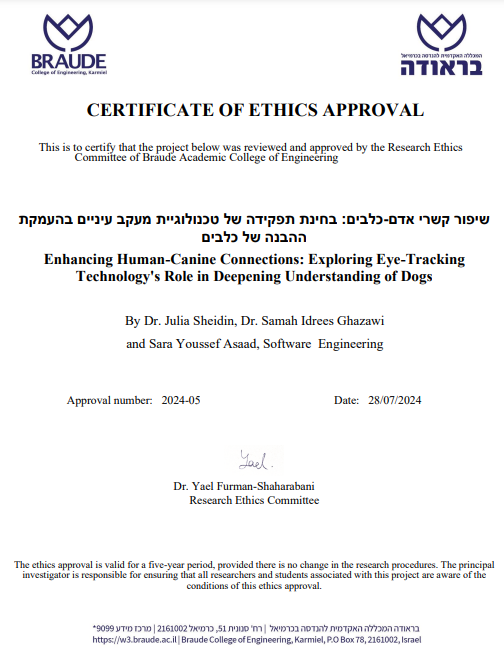 BRAUDE
College of Engineering, Karmiel
המכללה האקדמית להנדסה בכרמיאל
בראודה
CERTIFICATE OF ETHICS APPROVAL
This is to certify that the project below was reviewed and approved by the Research Ethics
Committee of Braude Academic College of Engineering
שיפור קשרי אדם-כלבים: בחינת תפקידה של טכנולוגיית מעקב עיניים בהעמקת
ההבנה של כלבים
Enhancing Human-Canine Connections: Exploring Eye-Tracking
Technology's Role in Deepening Understanding of Dogs
By Dr. Julia Sheidin, Dr. Samah Idrees Ghazawi
and Sara Youssef Asaad, Software Engineering
Approval number: 2024-05 Date: 28/07/2024
Yael.
Dr. Yael Furman-Shaharabani
Research Ethics Committee
The ethics approval is valid for a five-year period, provided there is no change in the research procedures. The principal
investigator is responsible for ensuring that all researchers and students associated with this project are aware of the
conditions of this ethics approval.
בראודה המכללה האקדמית להנדסה בכרמיאל | רח' סנונית 51, כרמיאל 2161002 | מרכז מידע 9099*
https://w3.braude.ac.il | Braude College of Engineering, Karmiel, P.O Box 78, 2161002, Israel